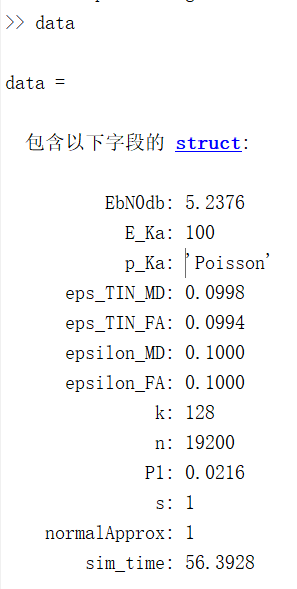 >> data
data =
包含以下字段的 struct:
EbN0db: 5.2376
E_Ka: 100
p_Ka: 'Poisson'
eps_TIN_MD: 0.0998
eps_TIN_FA: 0.0994
epsilon_MD: 0.1000
epsilon_FA: 0.1000
k: 128
n: 19200
P1: 0.0216
s: 1
normalApprox: 1
sim_time: 56.3928